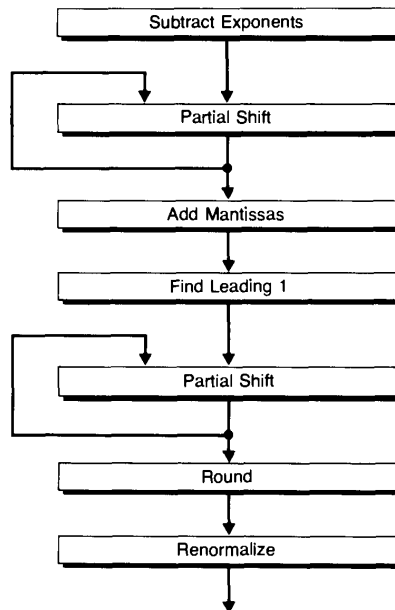 Subtract Exponents
Partial Shift
Add Mantissas
Find Leading 1
Partial Shift
Round
Renormalize